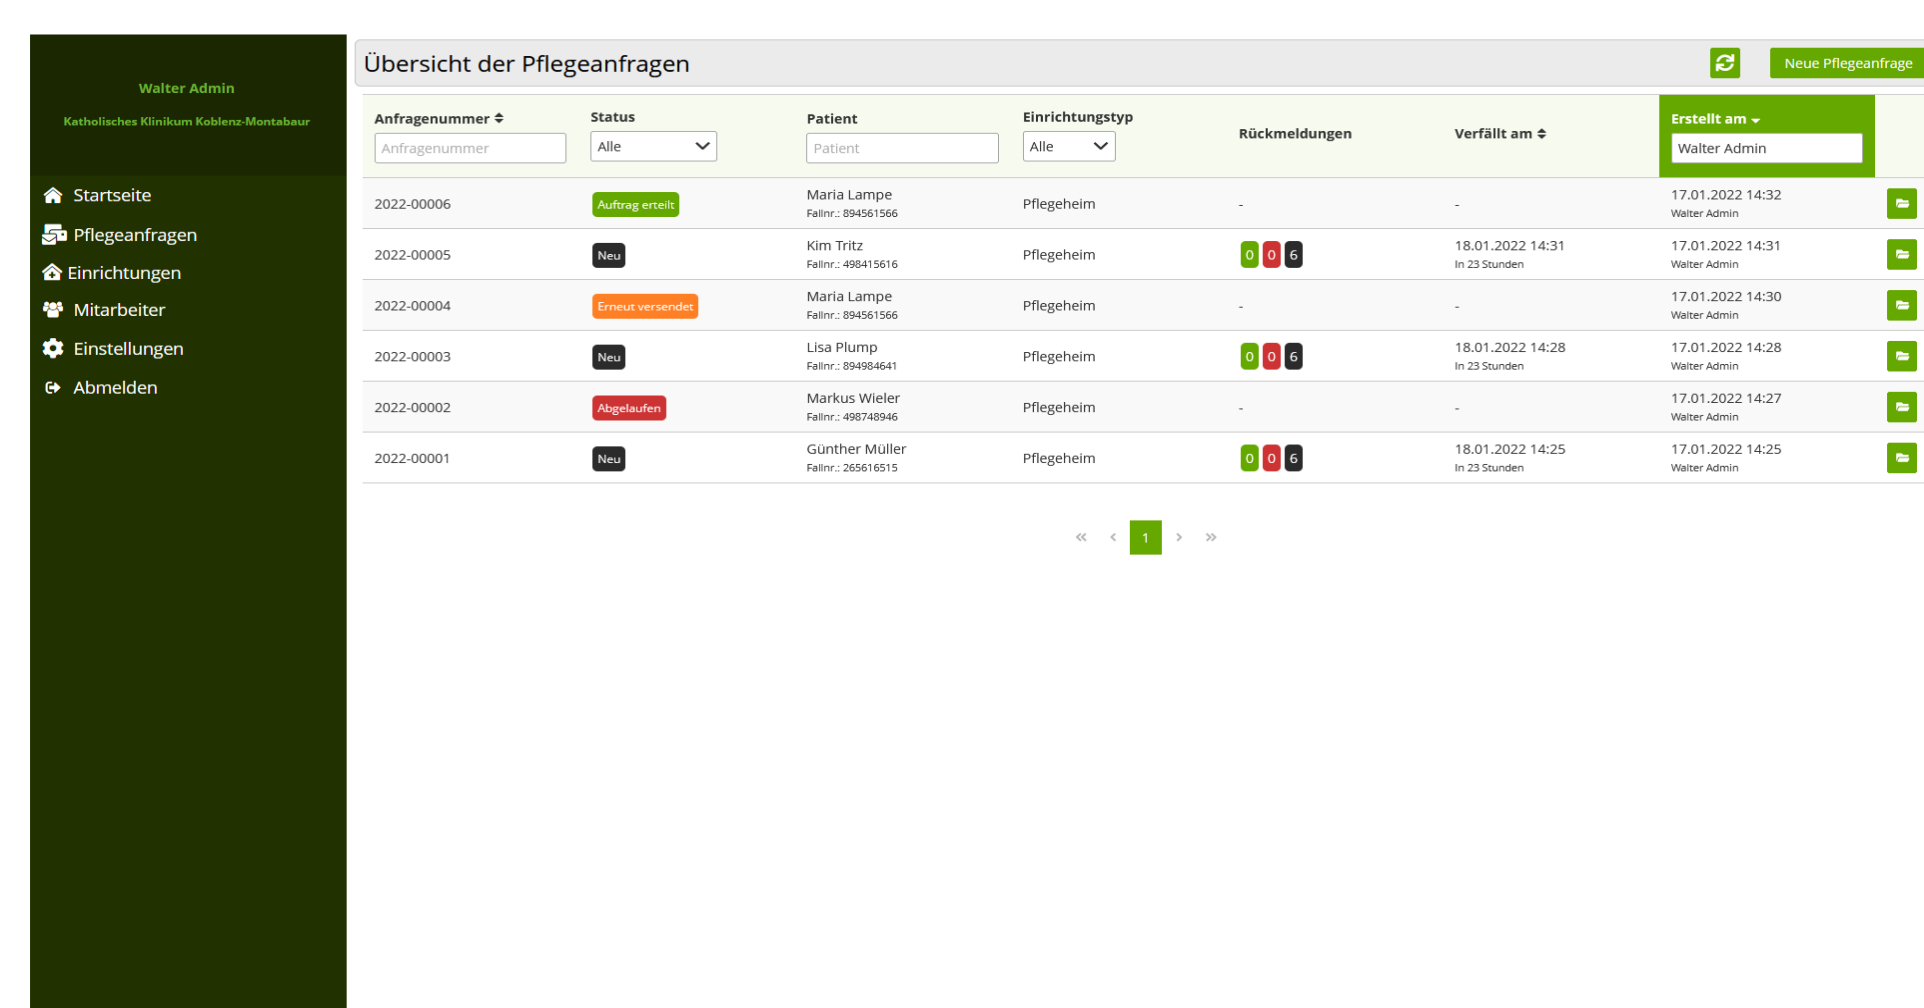 Walter Admin
Katholisches Klinikum Koblenz-Montabaur
Startseite
Pflegeanfragen
Einrichtungen
Mitarbeiter
Einstellungen
Abmelden
Übersicht der Pflegeanfragen
Neue Pflegeanfrage
Anfragenummer Status Patient Einrichtungstyp Rückmeldungen Verfällt am Erstellt am
Anfragenummer Alle Patient Alle Walter Admin
2022-00006 Auftrag erteilt Maria Lampe Pflegeheim - - 17.01.2022 14:32
Fallnr.: 894561566 Walter Admin
2022-00005 Neu Kim Tritz Pflegeheim 0 0 6 18.01.2022 14:31 17.01.2022 14:31
Fallnr.: 498415616 In 23 Stunden Walter Admin
2022-00004 Erneut versendet Maria Lampe Pflegeheim - - 17.01.2022 14:30
Fallnr.: 894561566 Walter Admin
2022-00003 Neu Lisa Plump Pflegeheim 0 0 6 18.01.2022 14:28 17.01.2022 14:28
Fallnr.: 894984641 In 23 Stunden Walter Admin
2022-00002 Abgelaufen Markus Wieler Pflegeheim - - 17.01.2022 14:27
Fallnr.: 498748946 Walter Admin
2022-00001 Neu Günther Müller Pflegeheim 0 0 6 18.01.2022 14:25 17.01.2022 14:25
Fallnr.: 265616515 In 23 Stunden Walter Admin
« ‹ 1 › »